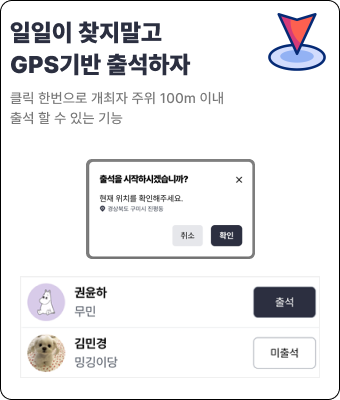 일일이 찾지말고
GPS기반 출석하자
클릭 한번으로 개최자 주위 100m 이내
출석 할 수 있는 기능
출석을 시작하시겠습니까?
현재 위치를 확인해주세요.
경상북도 구미시 진평동
취소
확인
권윤하
무민
출석
김민경
밍깅이당
미출석